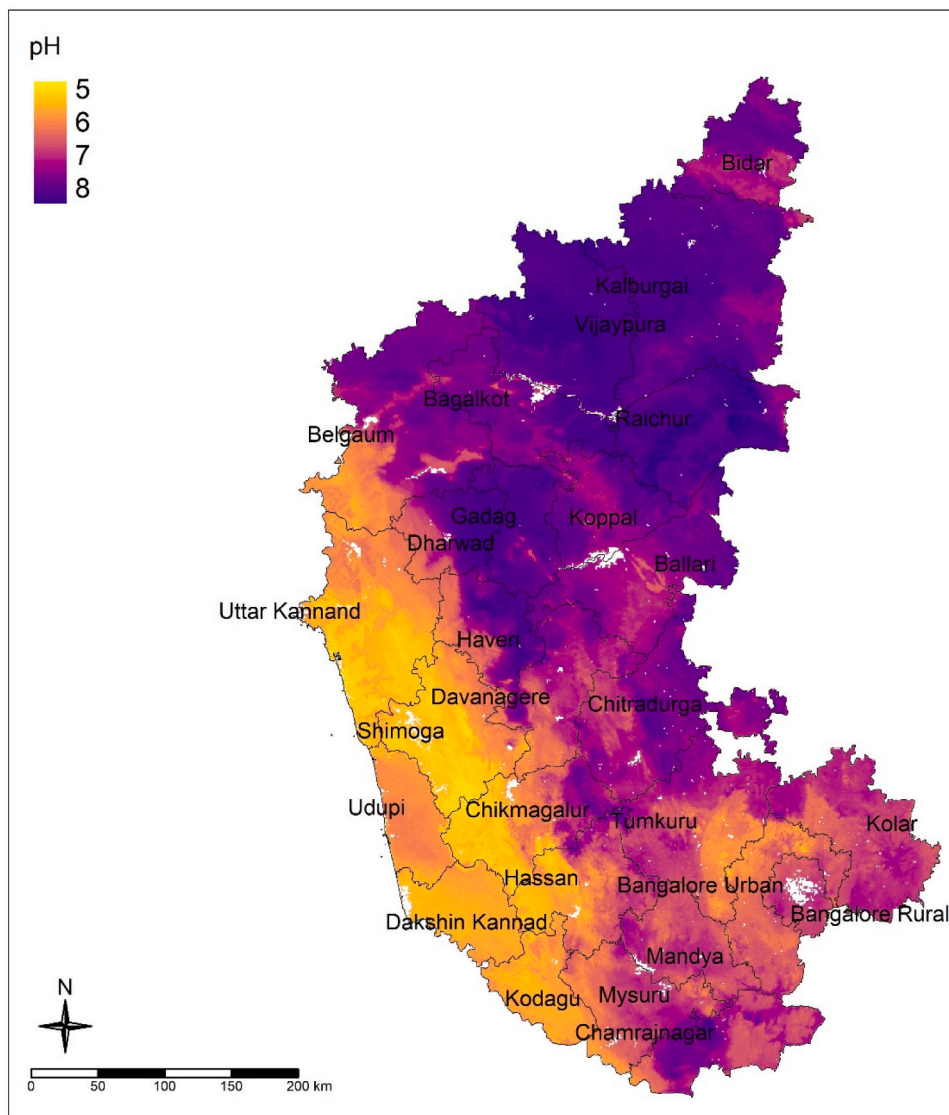 pH
5
6
7
8
Bidar
Kalburgai
Vijaypura
Bagalkot
Raichur
Belgaum
Gadag
Koppal
Dharwad
Ballari
Uttar Kannand
Haveri
Davanagere
Chitradurga
Shimoga
Udupi
Chikmagalur
Tumkuru
Kolar
Hassan
Bangalore Urban
Dakshin Kannad
Bangalore Rural
Mandya
Kodagu
Mysuru
Chamrajnagar
N
0 50 100 150 200 km